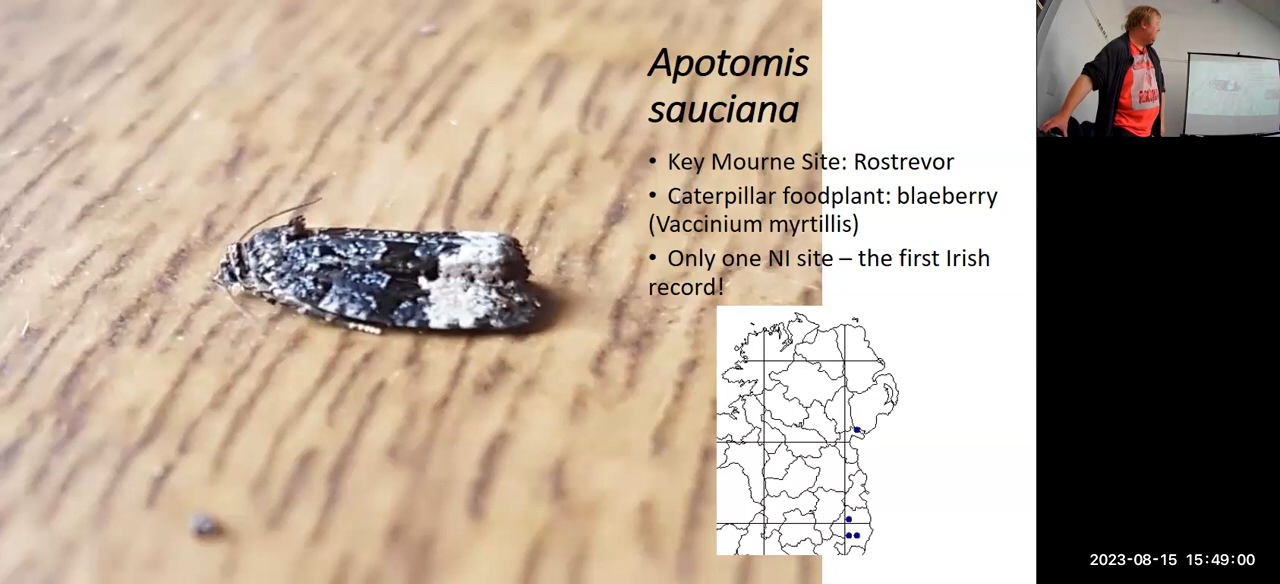 Apotomis
sauciana
• Key Mourne Site: Rostrevor
• Caterpillar foodplant: blaeberry
(Vaccinium myrtillis)
• Only one NI site – the first Irish
record!
2023-08-15 15:49:00